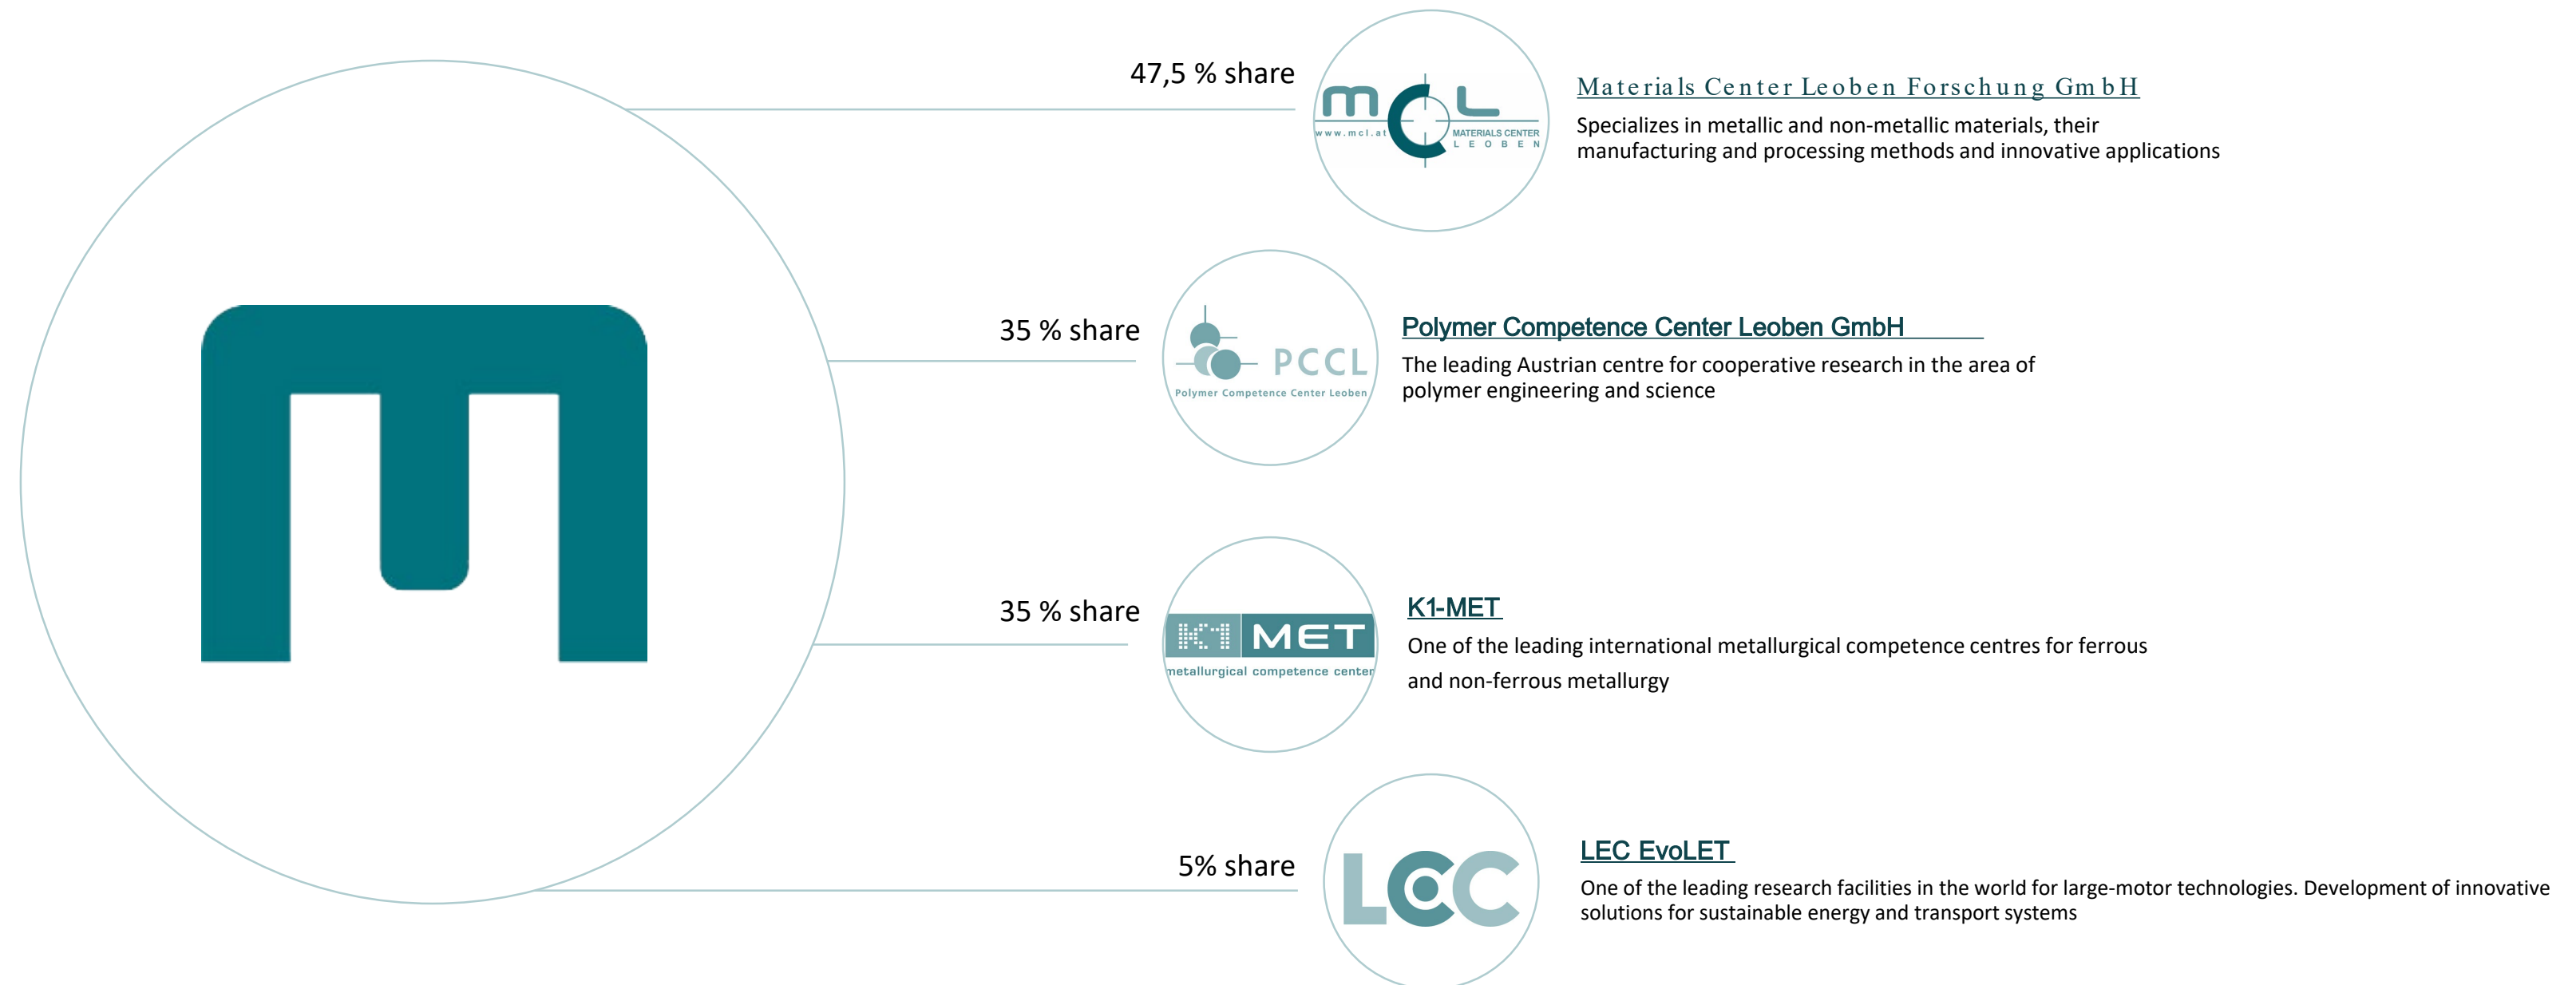 47,5 % share
mCL
www.mcl.at
MATERIALS CENTER
LEOBEN
Materials Center Leoben Forschung GmbH
Specializes in metallic and non-metallic materials, their
manufacturing and processing methods and innovative applications
35 % share
PCCL
Polymer Competence Center Leoben
Polymer Competence Center Leoben GmbH
The leading Austrian centre for cooperative research in the area of
polymer engineering and science
35 % share
K1 MET
metallurgical competence center
K1-MET
One of the leading international metallurgical competence centres for ferrous
and non-ferrous metallurgy
5% share
LEC
LEC EvoLET
One of the leading research facilities in the world for large-motor technologies. Development of innovative
solutions for sustainable energy and transport systems